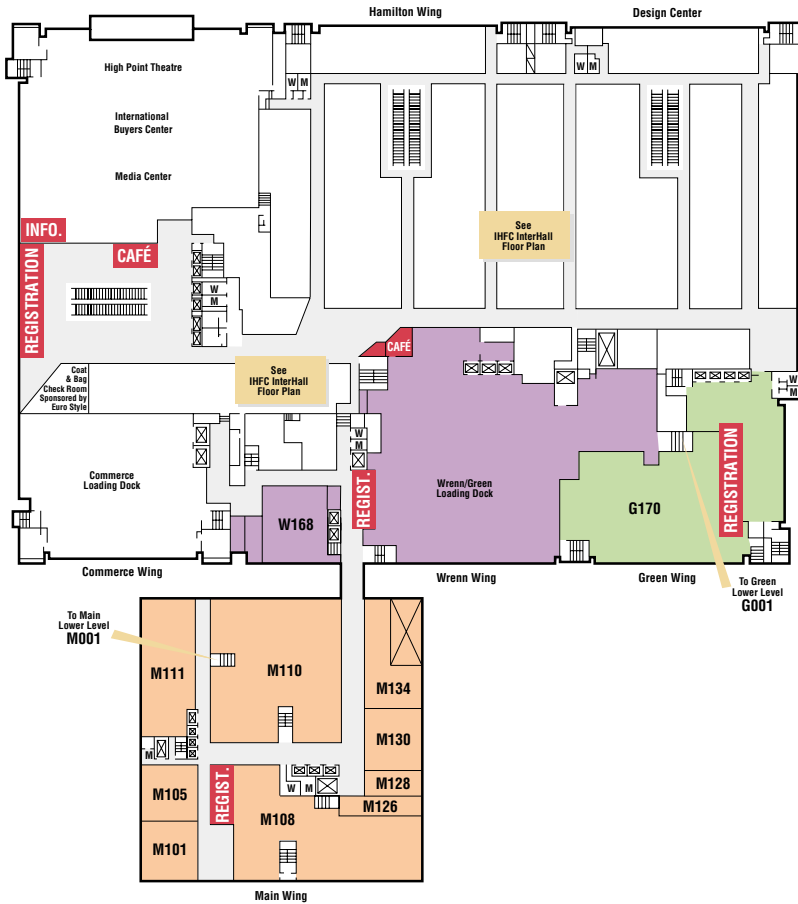 Hamilton Wing
Design Center
High Point Theatre
International
Buyers Center
Media Center
W M
W M
INFO.
CAFÉ
REGISTRATION
See
IHFC InterHall
Floor Plan
W
M
CAFÉ
See
IHFC InterHall
Floor Plan
Coat
& Bag
Check Room
Sponsored by
Euro Style
W
M
W
M
Commerce
Loading Dock
REGIST.
Wrenn/Green
Loading Dock
REGISTRATION
G170
W168
Commerce Wing
Wrenn Wing
Green Wing
To Green
Lower Level
G001
To Main
Lower Level
M001
M111
M110
M134
M130
M
M105
REGIST.
W M
M128
M126
M108
M101
Main Wing